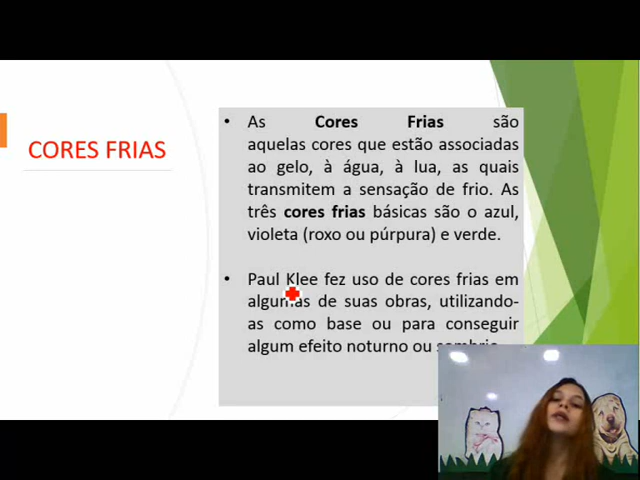 CORES FRIAS
• As Cores Frias são
aquelas cores que estão associadas
ao gelo, à água, à lua, as quais
transmitem a sensação de frio. As
três cores frias básicas são o azul,
violeta (roxo ou púrpura) e verde.
• Paul Klee fez uso de cores frias em
algumas de suas obras, utilizando-
as como base ou para conseguir
algum efeito noturno ou